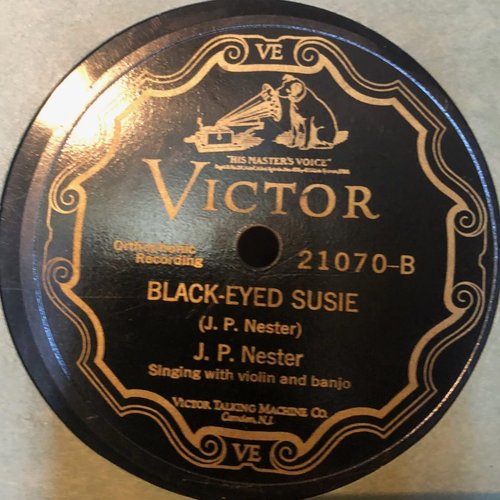 VE
"HIS MASTER'S VOICE"
VICTOR
Orthophonic
Recording
21070-B
BLACK-EYED SUSIE
(J. P. Nester)
J. P. Nester
Singing with violin and banjo
VICTOR TALKING MACHINE CO.
Camden, N.J.
VE